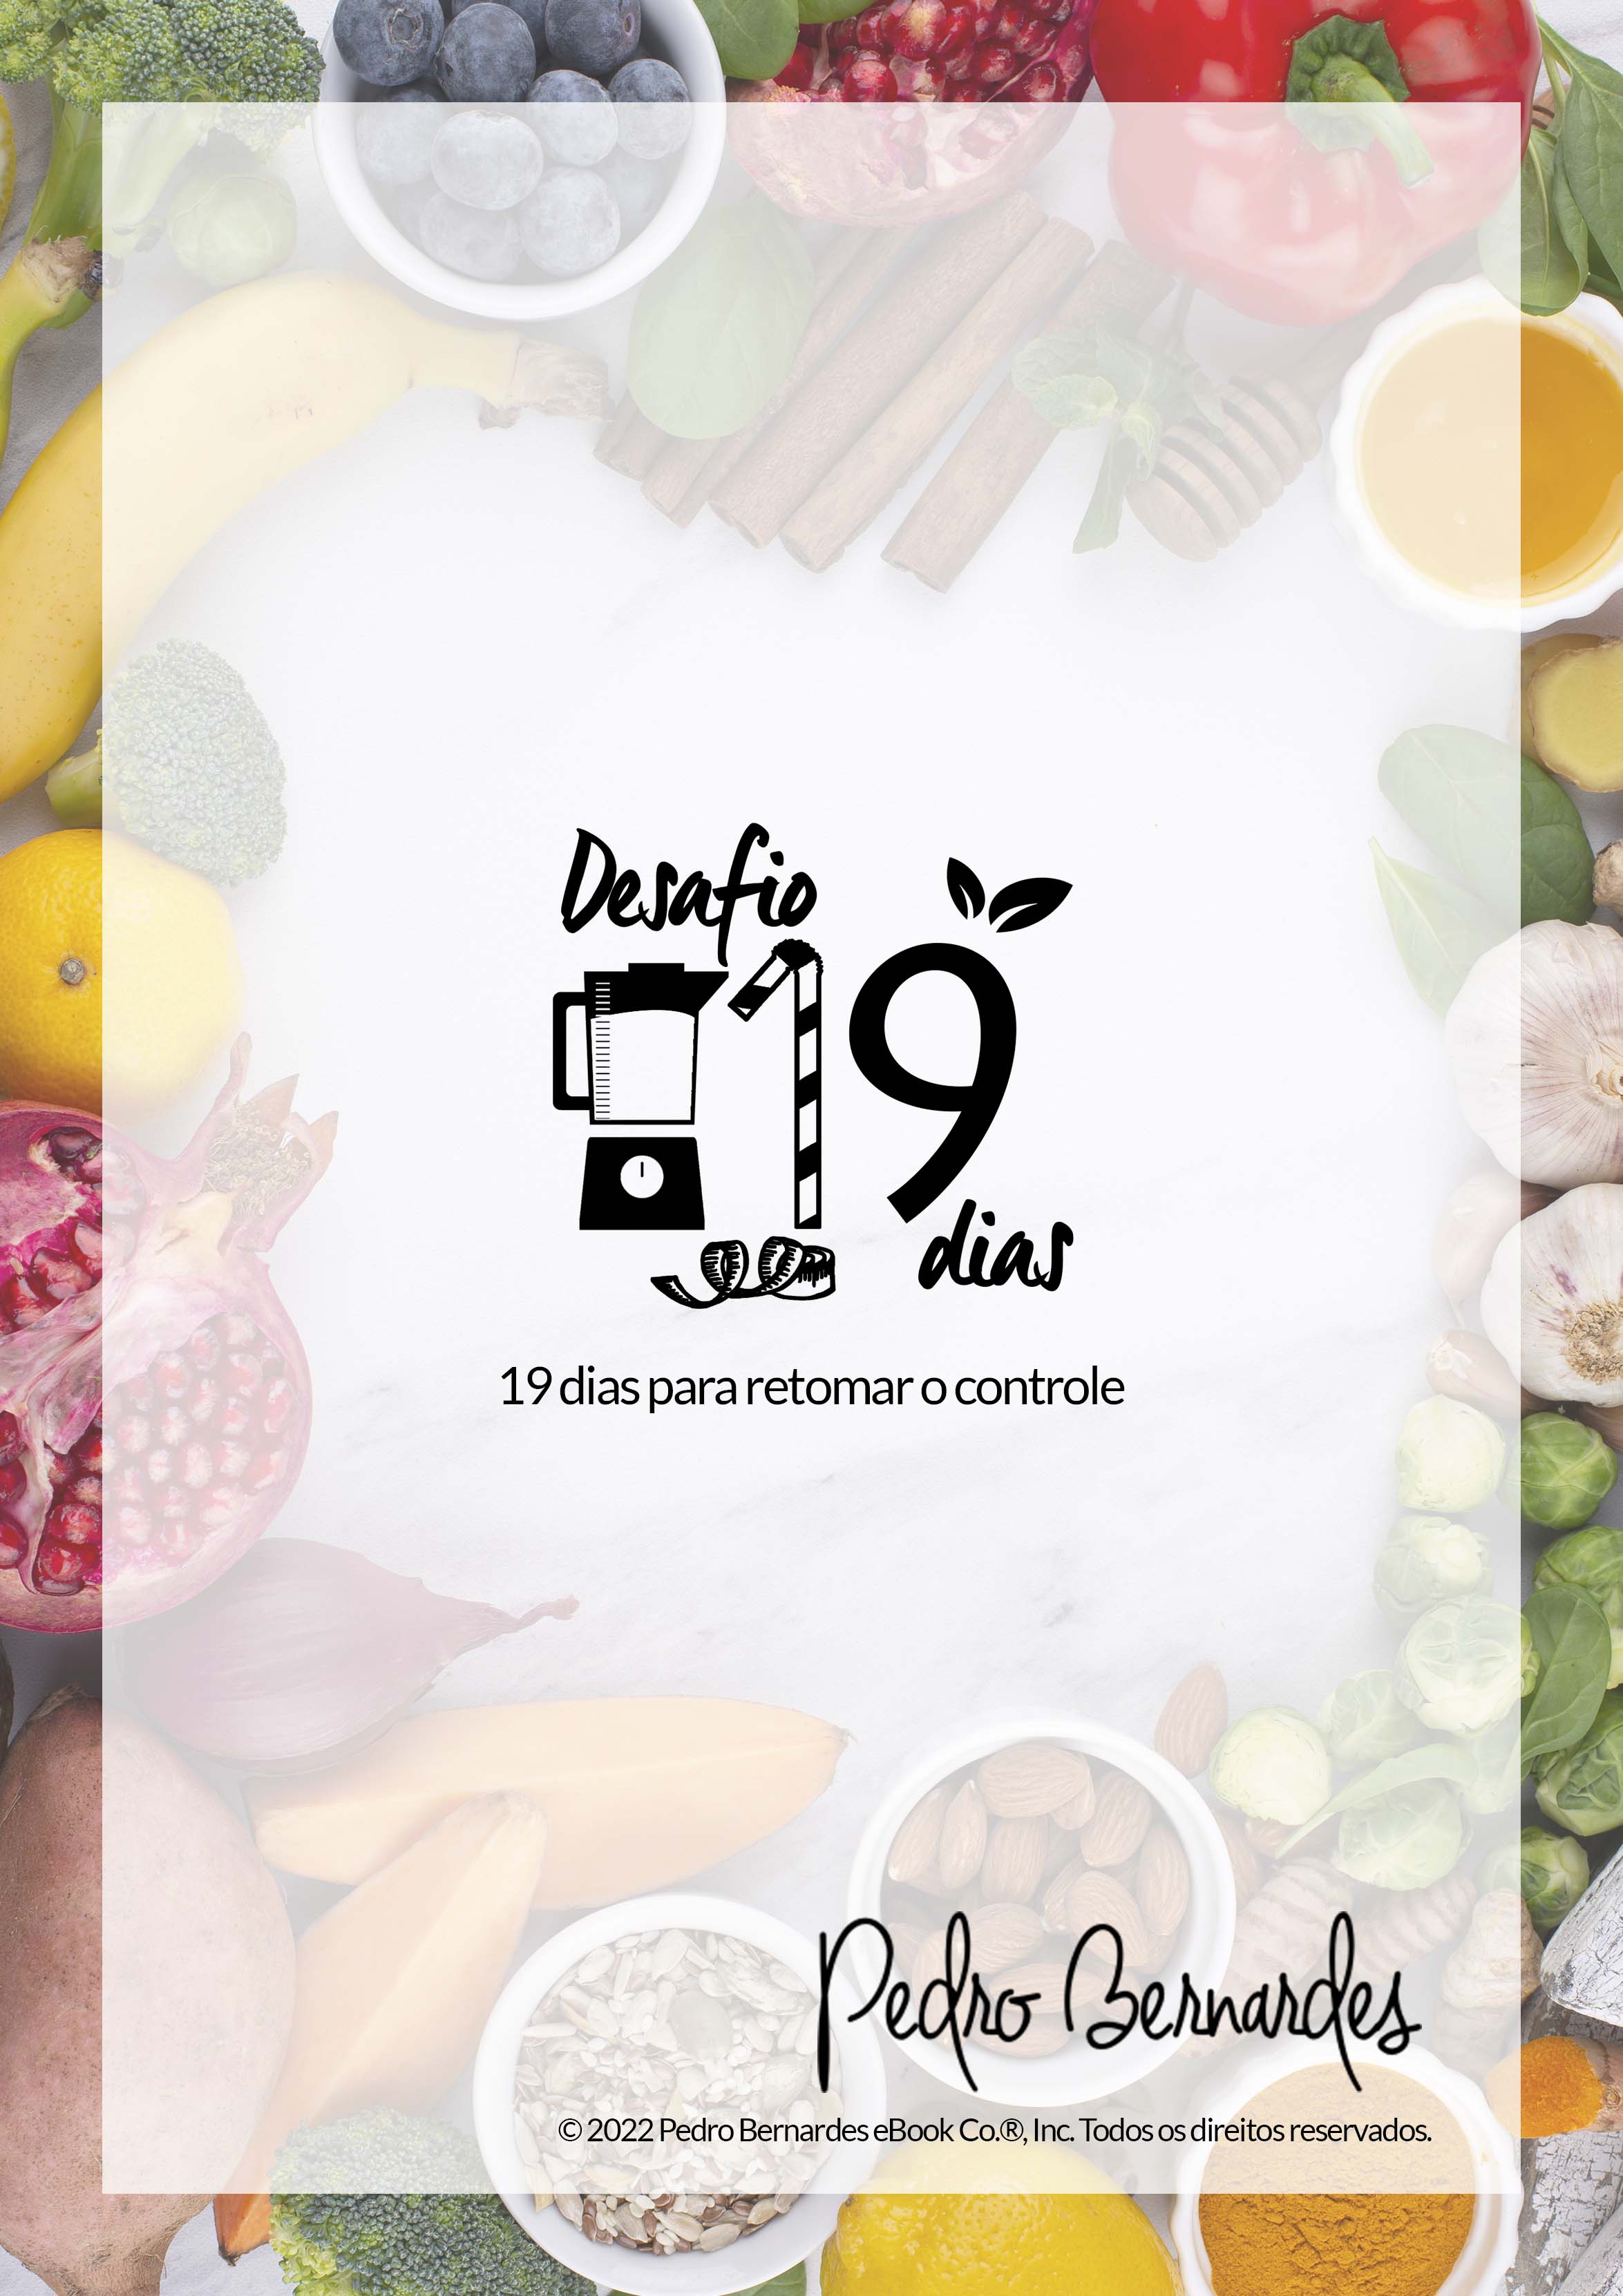 Desafio
19
dias
19 dias para retomar o controle
Pedro Bernardes
© 2022 Pedro Bernardes eBook Co.®, Inc. Todos os direitos reservados.